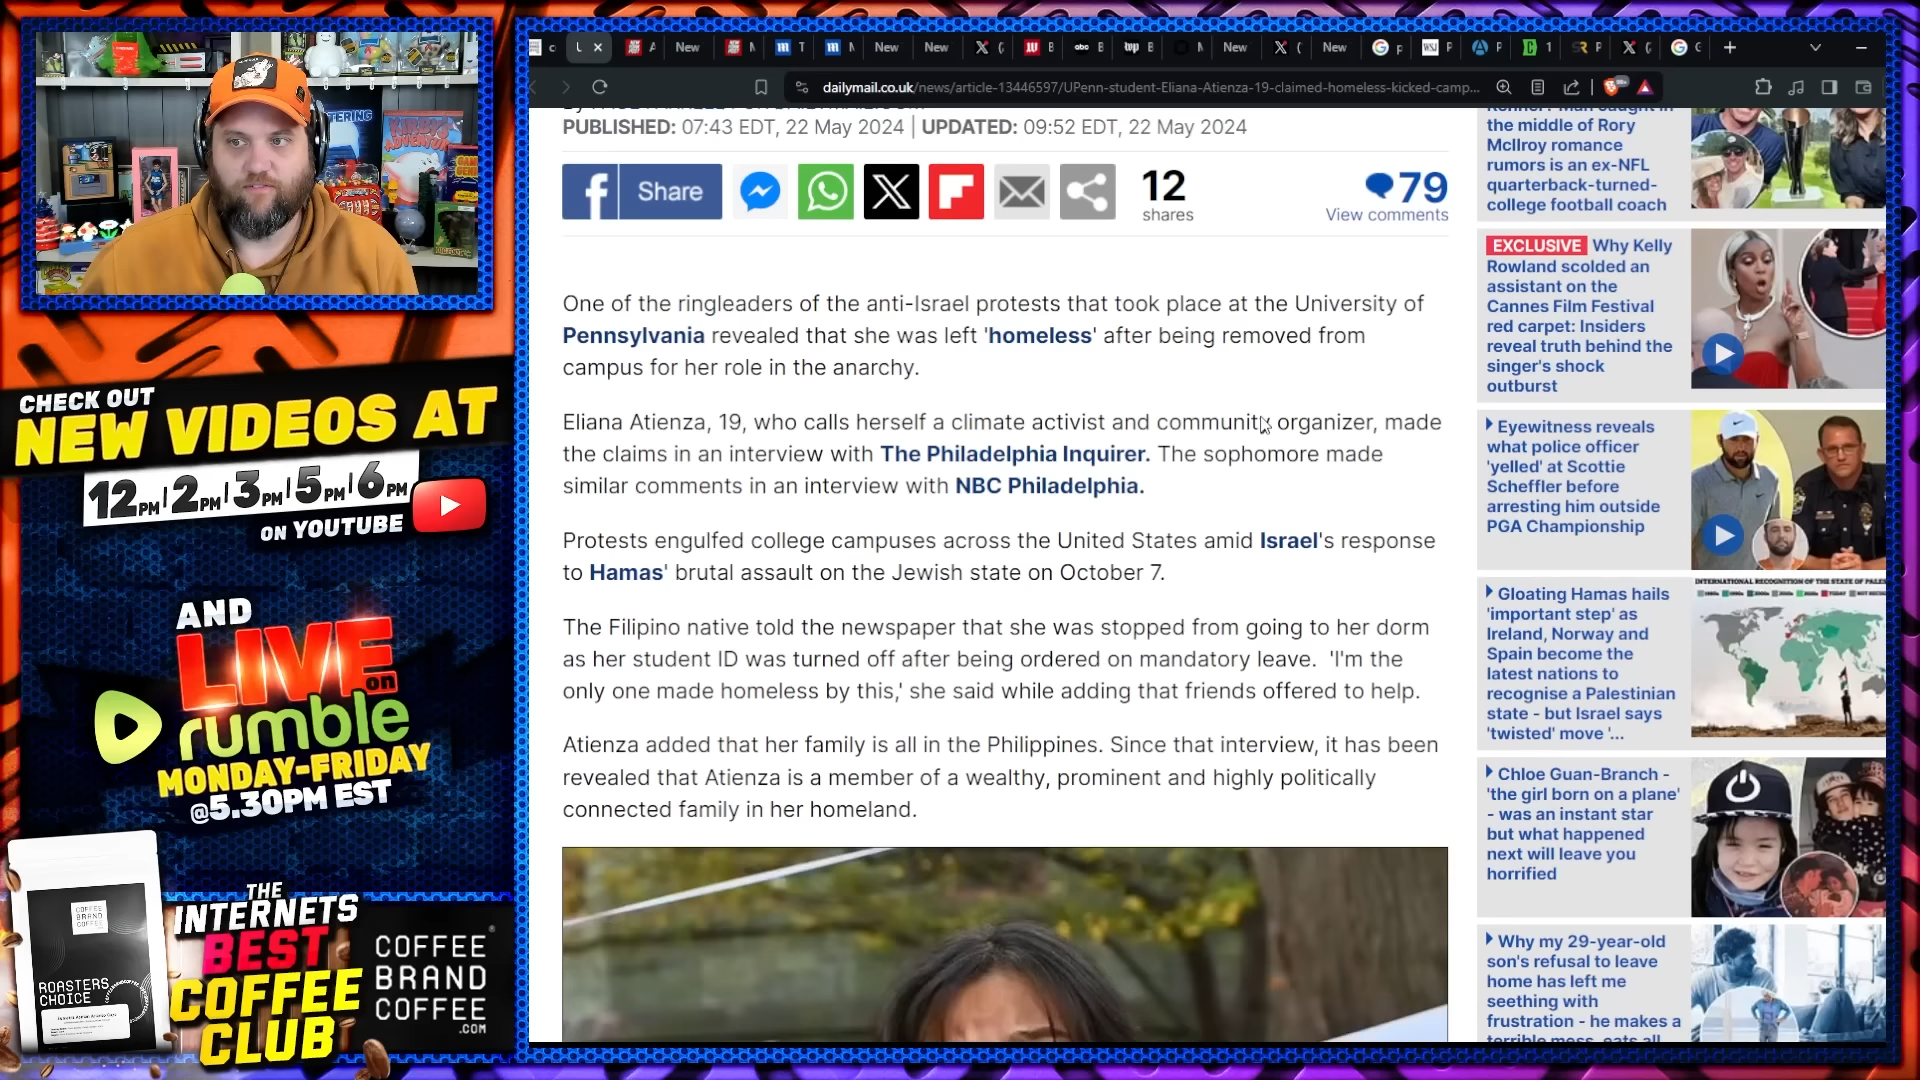 CHECK OUT
NEW VIDEOS AT
12PM | 2PM | 3PM | 5PM | 6PM
ON YOUTUBE
AND
LIVE
on
rumble
MONDAY-FRIDAY
@5.30PM EST
THE
INTERNETS
BEST
COFFEE
CLUB
COFFEE
BRAND
COFFEE
.COM
COFFEE
BRAND
COFFEE
ROASTERS
CHOICE
KIRBY'S
ADVENTURE
New
New
New
New
New
dailymail.co.uk/news/article-13446597/UPenn-student-Eliana-Atienza-19-claimed-homeless-kicked-camp...
PUBLISHED: 07:43 EDT, 22 May 2024 | UPDATED: 09:52 EDT, 22 May 2024
Share
12
shares
79
View comments
One of the ringleaders of the anti-Israel protests that took place at the University of
Pennsylvania revealed that she was left 'homeless' after being removed from
campus for her role in the anarchy.
Eliana Atienza, 19, who calls herself a climate activist and community organizer, made
the claims in an interview with The Philadelphia Inquirer. The sophomore made
similar comments in an interview with NBC Philadelphia.
Protests engulfed college campuses across the United States amid Israel's response
to Hamas' brutal assault on the Jewish state on October 7.
The Filipino native told the newspaper that she was stopped from going to her dorm
as her student ID was turned off after being ordered on mandatory leave.  'I'm the
only one made homeless by this,' she said while adding that friends offered to help.
Atienza added that her family is all in the Philippines. Since that interview, it has been
revealed that Atienza is a member of a wealthy, prominent and highly politically
connected family in her homeland.
the middle of Rory
McIlroy romance
rumors is an ex-NFL
quarterback-turned-
college football coach
EXCLUSIVE Why Kelly
Rowland scolded an
assistant on the
Cannes Film Festival
red carpet: Insiders
reveal truth behind the
singer's shock
outburst
Eyewitness reveals
what police officer
'yelled' at Scottie
Scheffler before
arresting him outside
PGA Championship
Gloating Hamas hails
'important step' as
Ireland, Norway and
Spain become the
latest nations to
recognise a Palestinian
state - but Israel says
'twisted' move '...
INTERNATIONAL RECOGNITION OF THE STATE OF PALE
Chloe Guan-Branch -
'the girl born on a plane'
- was an instant star
but what happened
next will leave you
horrified
Why my 29-year-old
son's refusal to leave
home has left me
seething with
frustration - he makes a
terrible mess, eats all